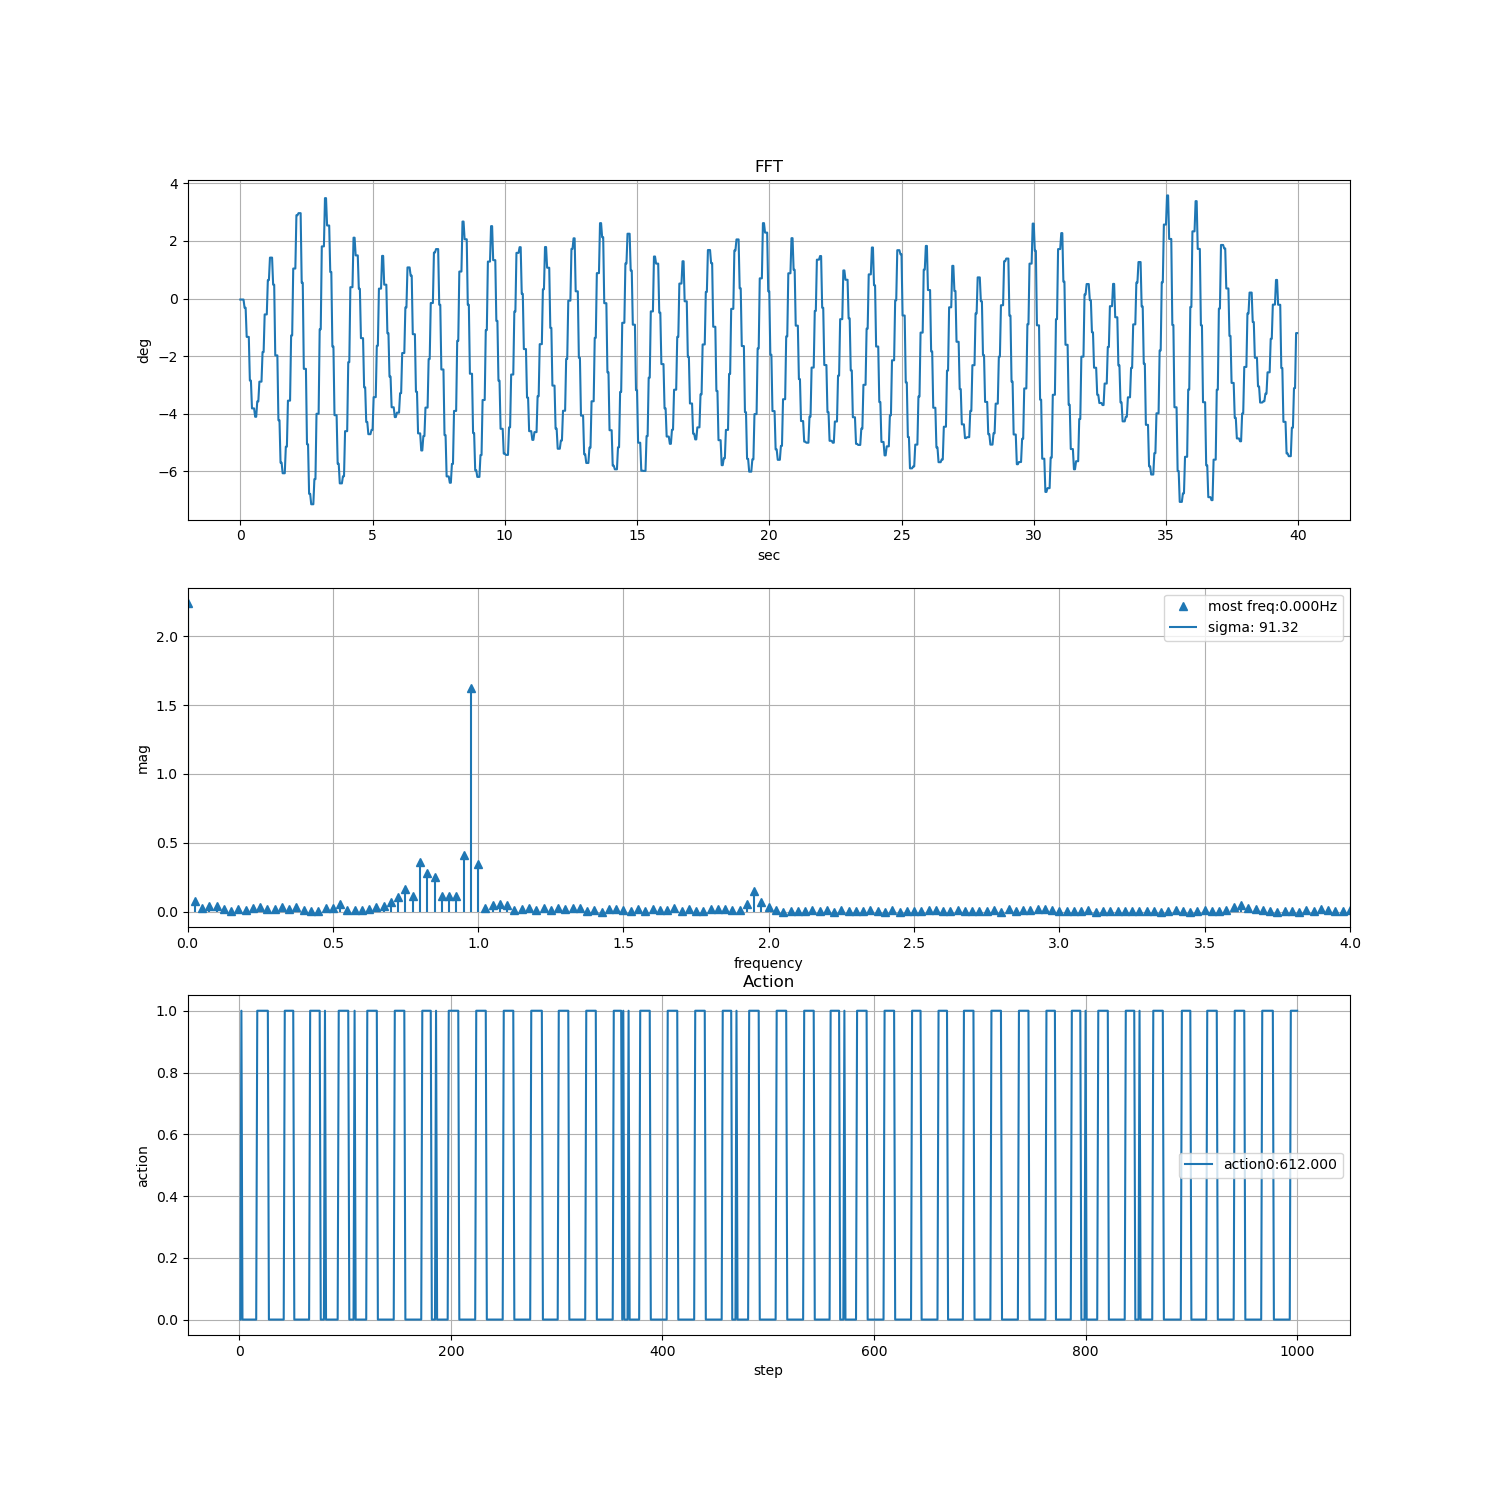 FFT
4
2
0
−2
−4
−6
deg
0 5 10 15 20 25 30 35 40
sec
2.0
1.5
1.0
0.5
0.0
mag
most freq:0.000Hz
sigma: 91.32
0.0 0.5 1.0 1.5 2.0 2.5 3.0 3.5 4.0
frequency
Action
1.0
0.8
0.6
0.4
0.2
0.0
action
action0:612.000
0 200 400 600 800 1000
step